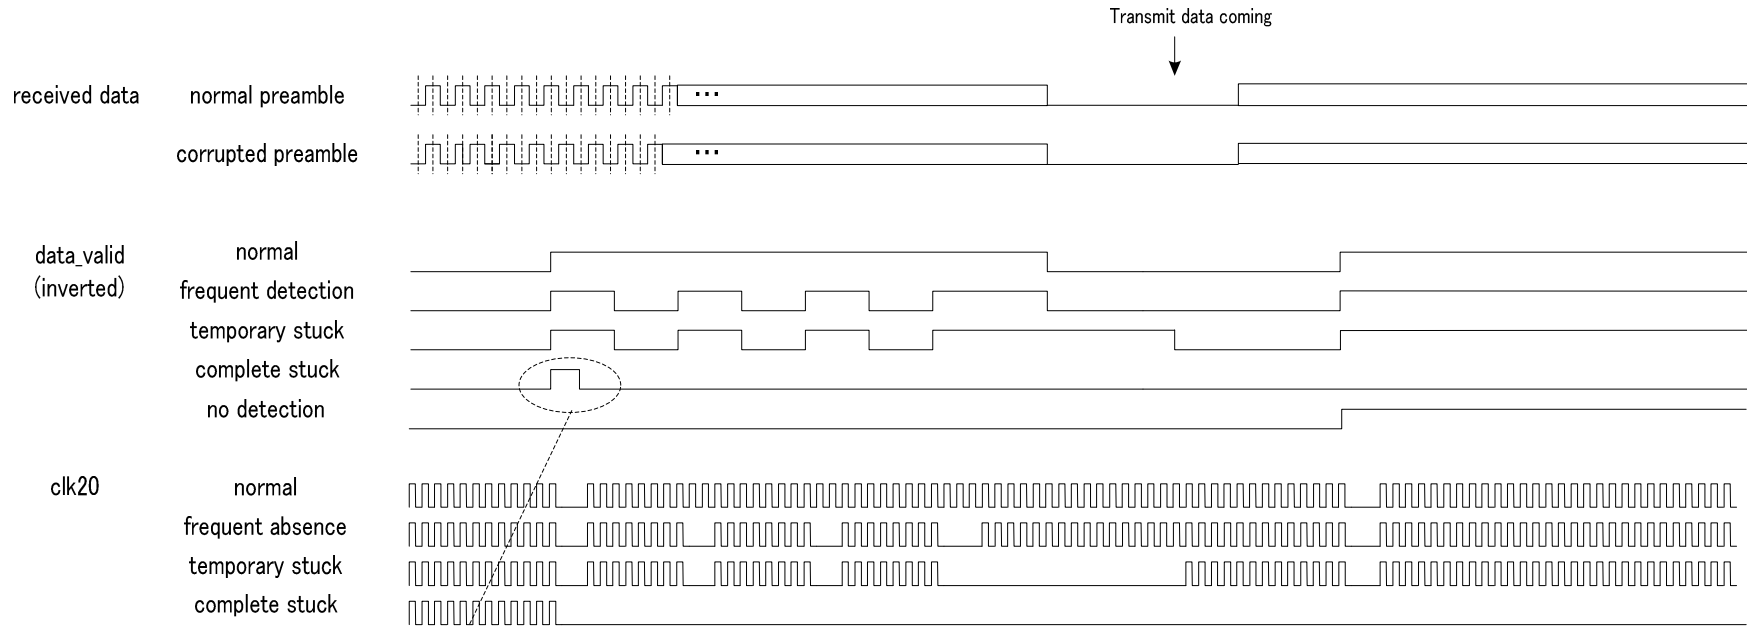 Transmit data coming
received data normal preamble ...
corrupted preamble ...
data_valid normal
(inverted) frequent detection
temporary stuck
complete stuck
no detection
clk20 normal
frequent absence
temporary stuck
complete stuck